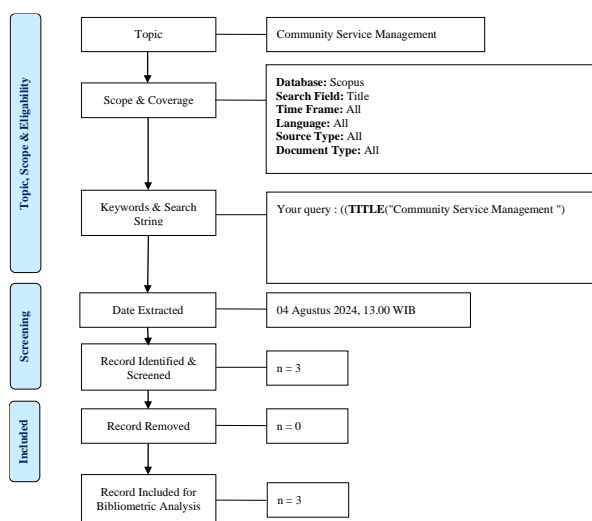 Topic, Scope & Eligability
Topic
Community Service Management
Scope & Coverage
Database: Scopus
Search Field: Title
Time Frame: All
Language: All
Source Type: All
Document Type: All
Keywords & Search
String
Your query : ((TITLE("Community Service Management ")
Screening
Date Extracted
04 Agustus 2024, 13.00 WIB
Record Identified &
Screened
n = 3
Included
Record Removed
n = 0
Record Included for
Bibliometric Analysis
n = 3